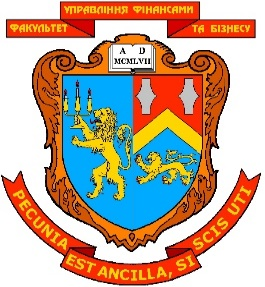 УПРАВЛІННЯ ФІНАНСАМИ
ФАКУЛЬТЕТ ТА БІЗНЕСУ
A D
MCMLVII
PECUNIA EST ANCILLA, SI SCIS UTI